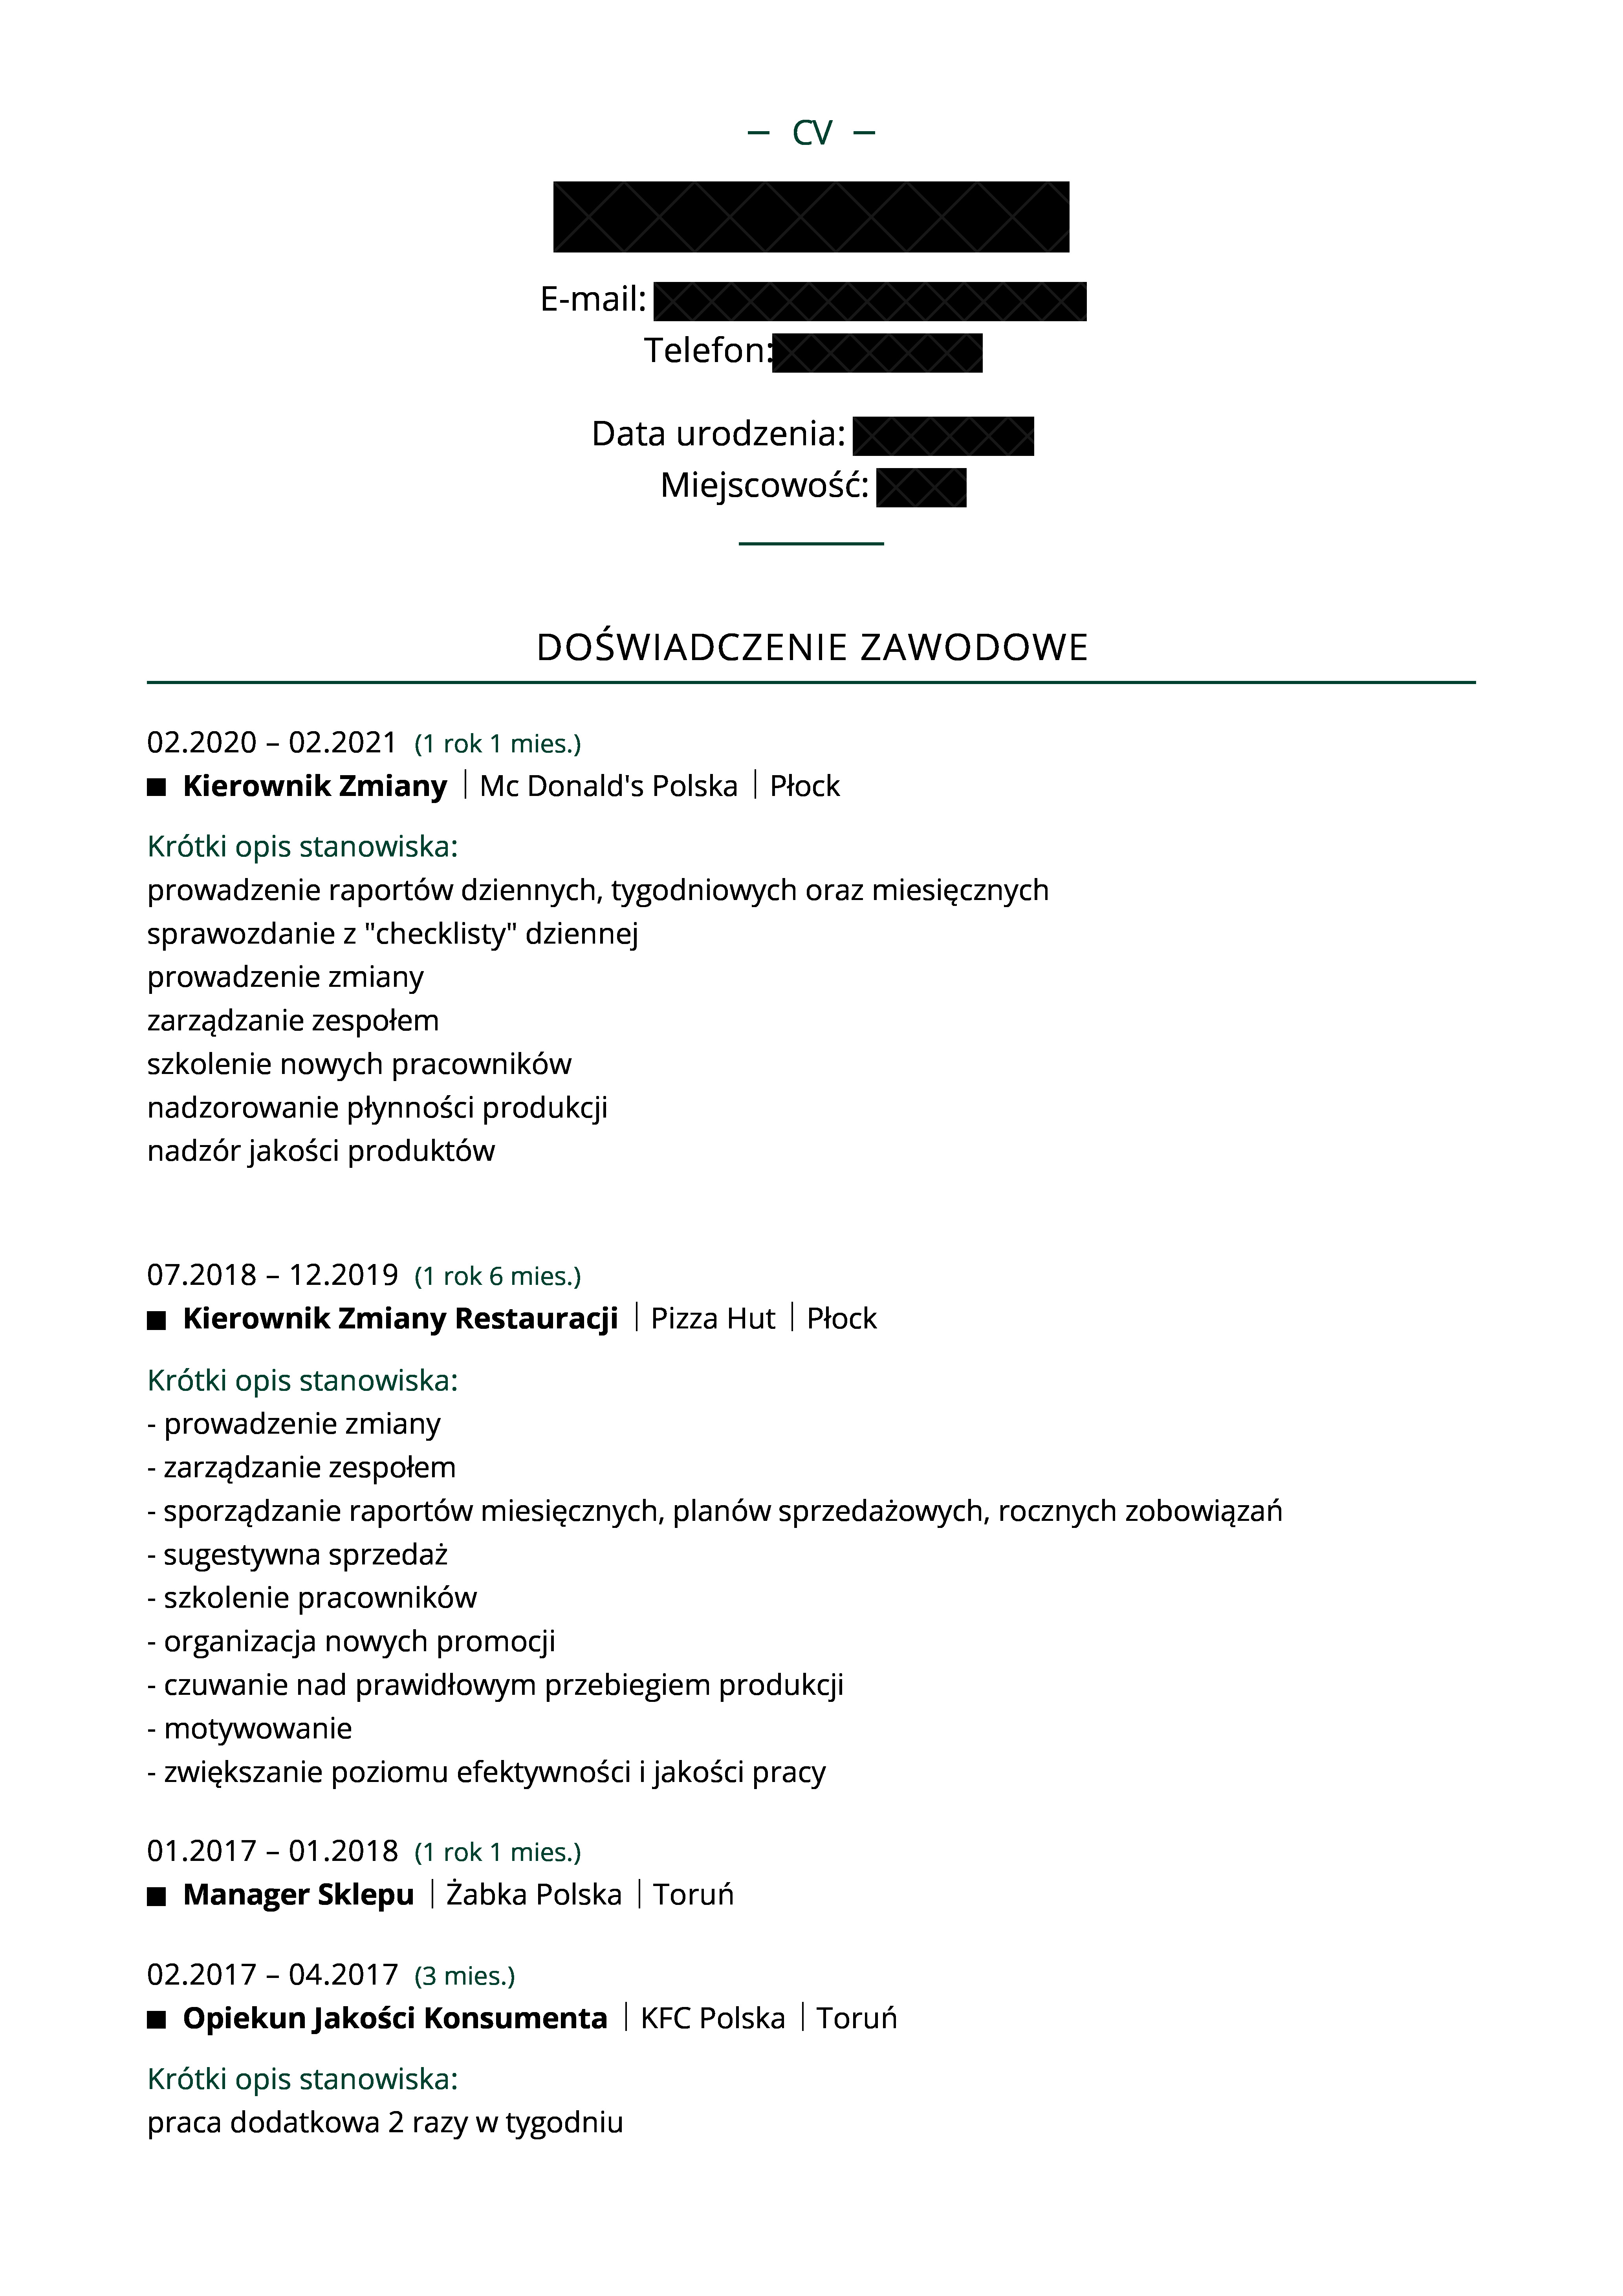 – CV –
E-mail:
Telefon:
Data urodzenia:
Miejscowość:
DOŚWIADCZENIE ZAWODOWE
02.2020 – 02.2021 (1 rok 1 mies.)
■ Kierownik Zmiany | Mc Donald's Polska | Płock
Krótki opis stanowiska:
prowadzenie raportów dziennych, tygodniowych oraz miesięcznych
sprawozdanie z "checklisty" dziennej
prowadzenie zmiany
zarządzanie zespołem
szkolenie nowych pracowników
nadzorowanie płynności produkcji
nadzór jakości produktów
07.2018 – 12.2019 (1 rok 6 mies.)
■ Kierownik Zmiany Restauracji | Pizza Hut | Płock
Krótki opis stanowiska:
- prowadzenie zmiany
- zarządzanie zespołem
- sporządzanie raportów miesięcznych, planów sprzedażowych, rocznych zobowiązań
- sugestywna sprzedaż
- szkolenie pracowników
- organizacja nowych promocji
- czuwanie nad prawidłowym przebiegiem produkcji
- motywowanie
- zwiększanie poziomu efektywności i jakości pracy
01.2017 – 01.2018 (1 rok 1 mies.)
■ Manager Sklepu | Żabka Polska | Toruń
02.2017 – 04.2017 (3 mies.)
■ Opiekun Jakości Konsumenta | KFC Polska | Toruń
Krótki opis stanowiska:
praca dodatkowa 2 razy w tygodniu